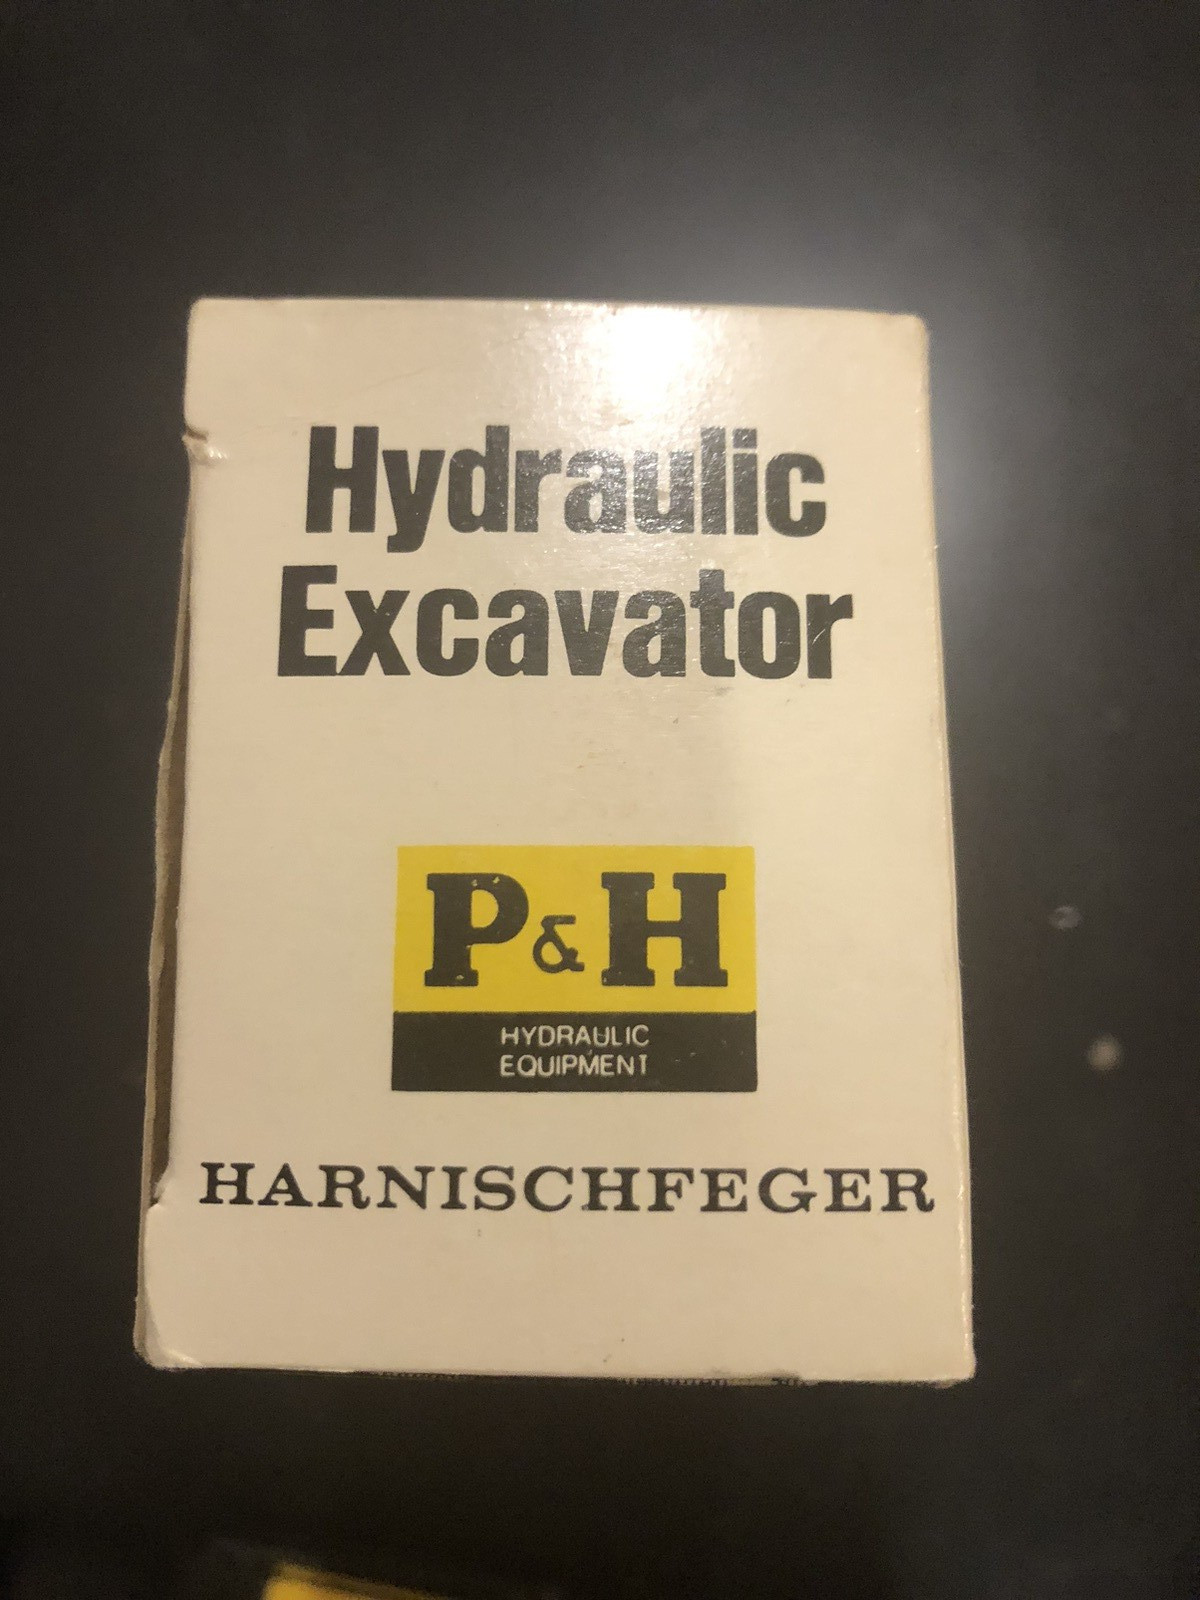 Hydraulic
Excavator
P&H
HYDRAULIC
EQUIPMENT
HARNISCHFEGER